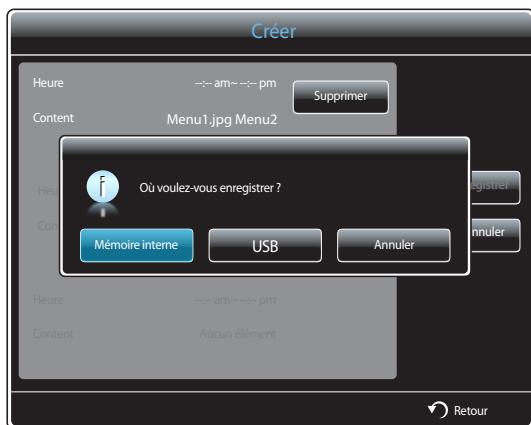 Créer
Heure --:-- am~ --:-- pm
Supprimer
Content Menu1.jpg Menu2
Où voulez-vous enregistrer ?
Mémoire interne USB Annuler
Heure --:-- am~ --:-- pm
Content Aucun élément
Retour